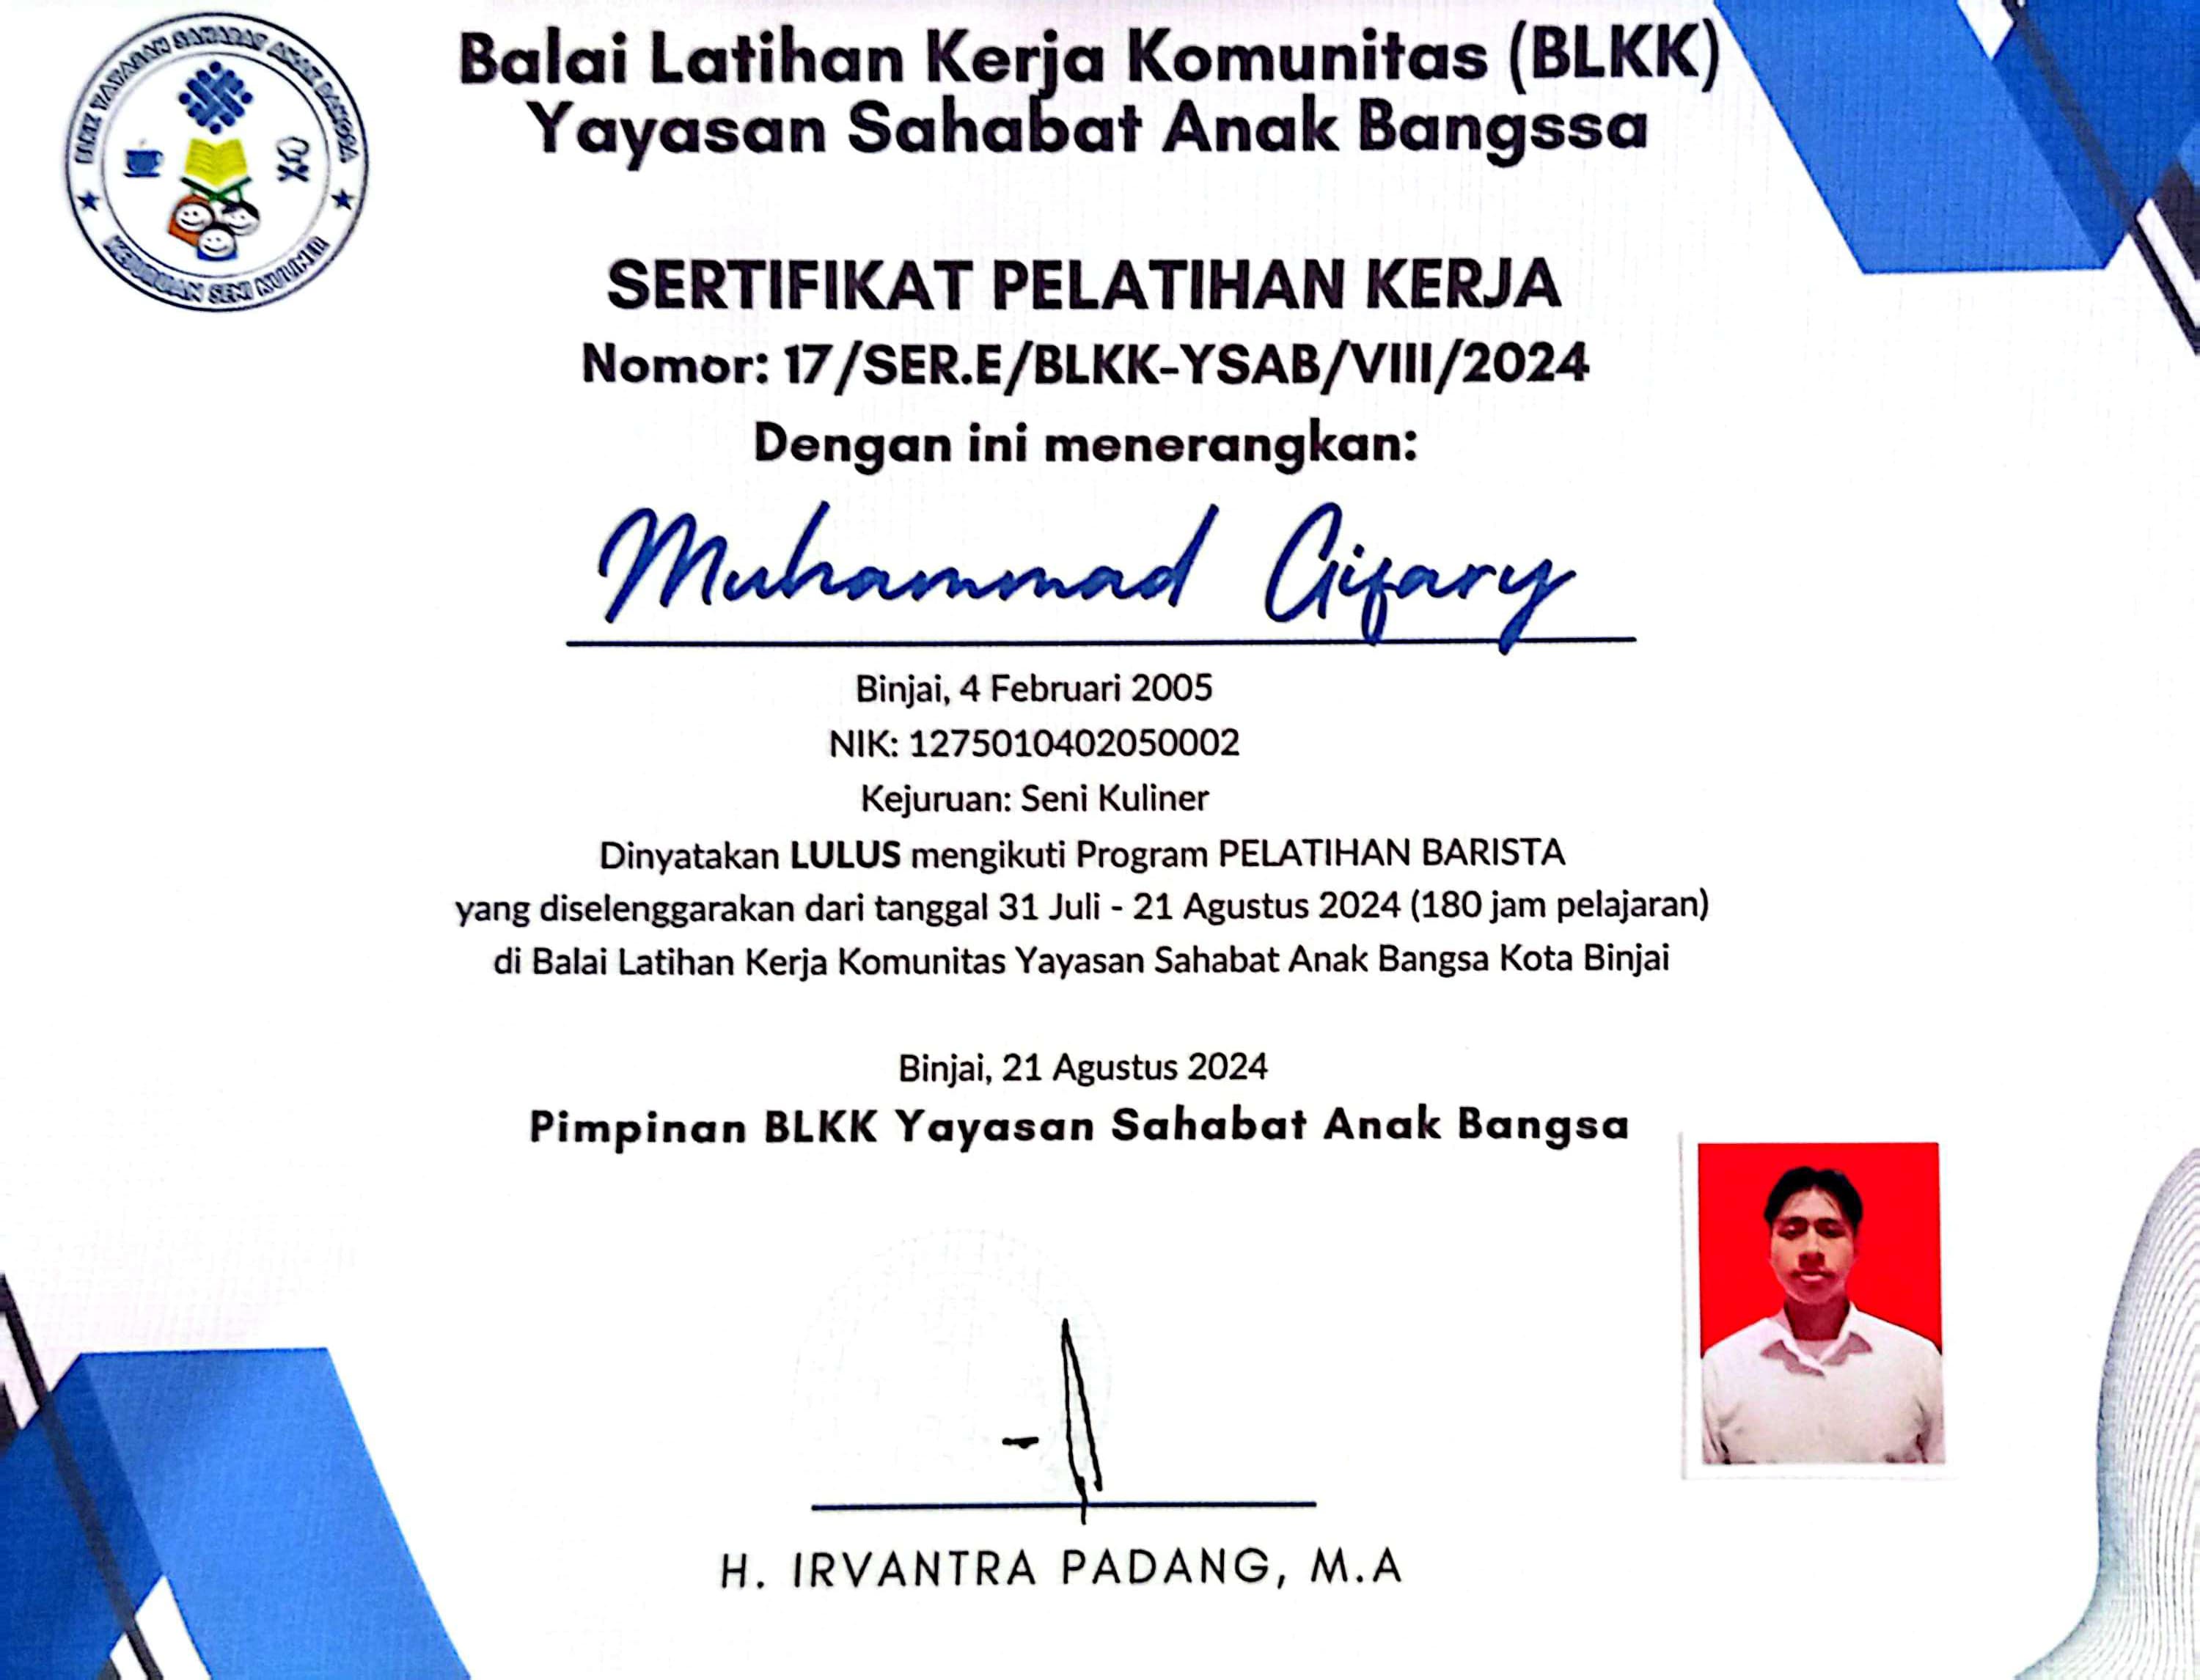 BLKK YAYASAN SAHABAT ANAK BANGSA
KEJURUAN SENI KULINER
Balai Latihan Kerja Komunitas (BLKK)
Yayasan Sahabat Anak Bangssa
SERTIFIKAT PELATIHAN KERJA
Nomor: 17/SER.E/BLKK-YSAB/VIII/2024
Dengan ini menerangkan:
Muhammad Gifary
Binjai, 4 Februari 2005
NIK: 1275010402050002
Kejuruan: Seni Kuliner
Dinyatakan LULUS mengikuti Program PELATIHAN BARISTA
yang diselenggarakan dari tanggal 31 Juli - 21 Agustus 2024 (180 jam pelajaran)
di Balai Latihan Kerja Komunitas Yayasan Sahabat Anak Bangsa Kota Binjai
Binjai, 21 Agustus 2024
Pimpinan BLKK Yayasan Sahabat Anak Bangsa
H. IRVANTRA PADANG, M.A